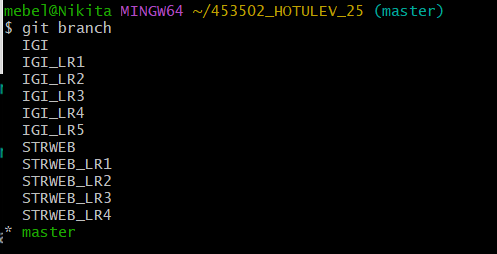 mebel@Nikita MINGW64 ~/453502_HOTULEV_25 (master)
$ git branch
  IGI
  IGI_LR1
  IGI_LR2
  IGI_LR3
  IGI_LR4
  IGI_LR5
  STRWEB
  STRWEB_LR1
  STRWEB_LR2
  STRWEB_LR3
  STRWEB_LR4
* master